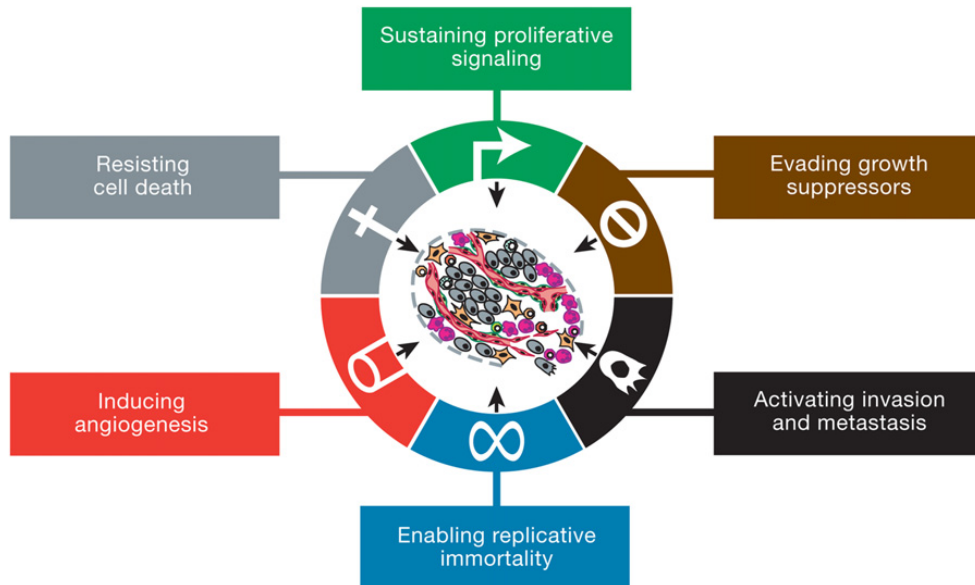 Sustaining proliferative
signaling
Resisting
cell death
Evading growth
suppressors
Inducing
angiogenesis
Activating invasion
and metastasis
Enabling replicative
immortality